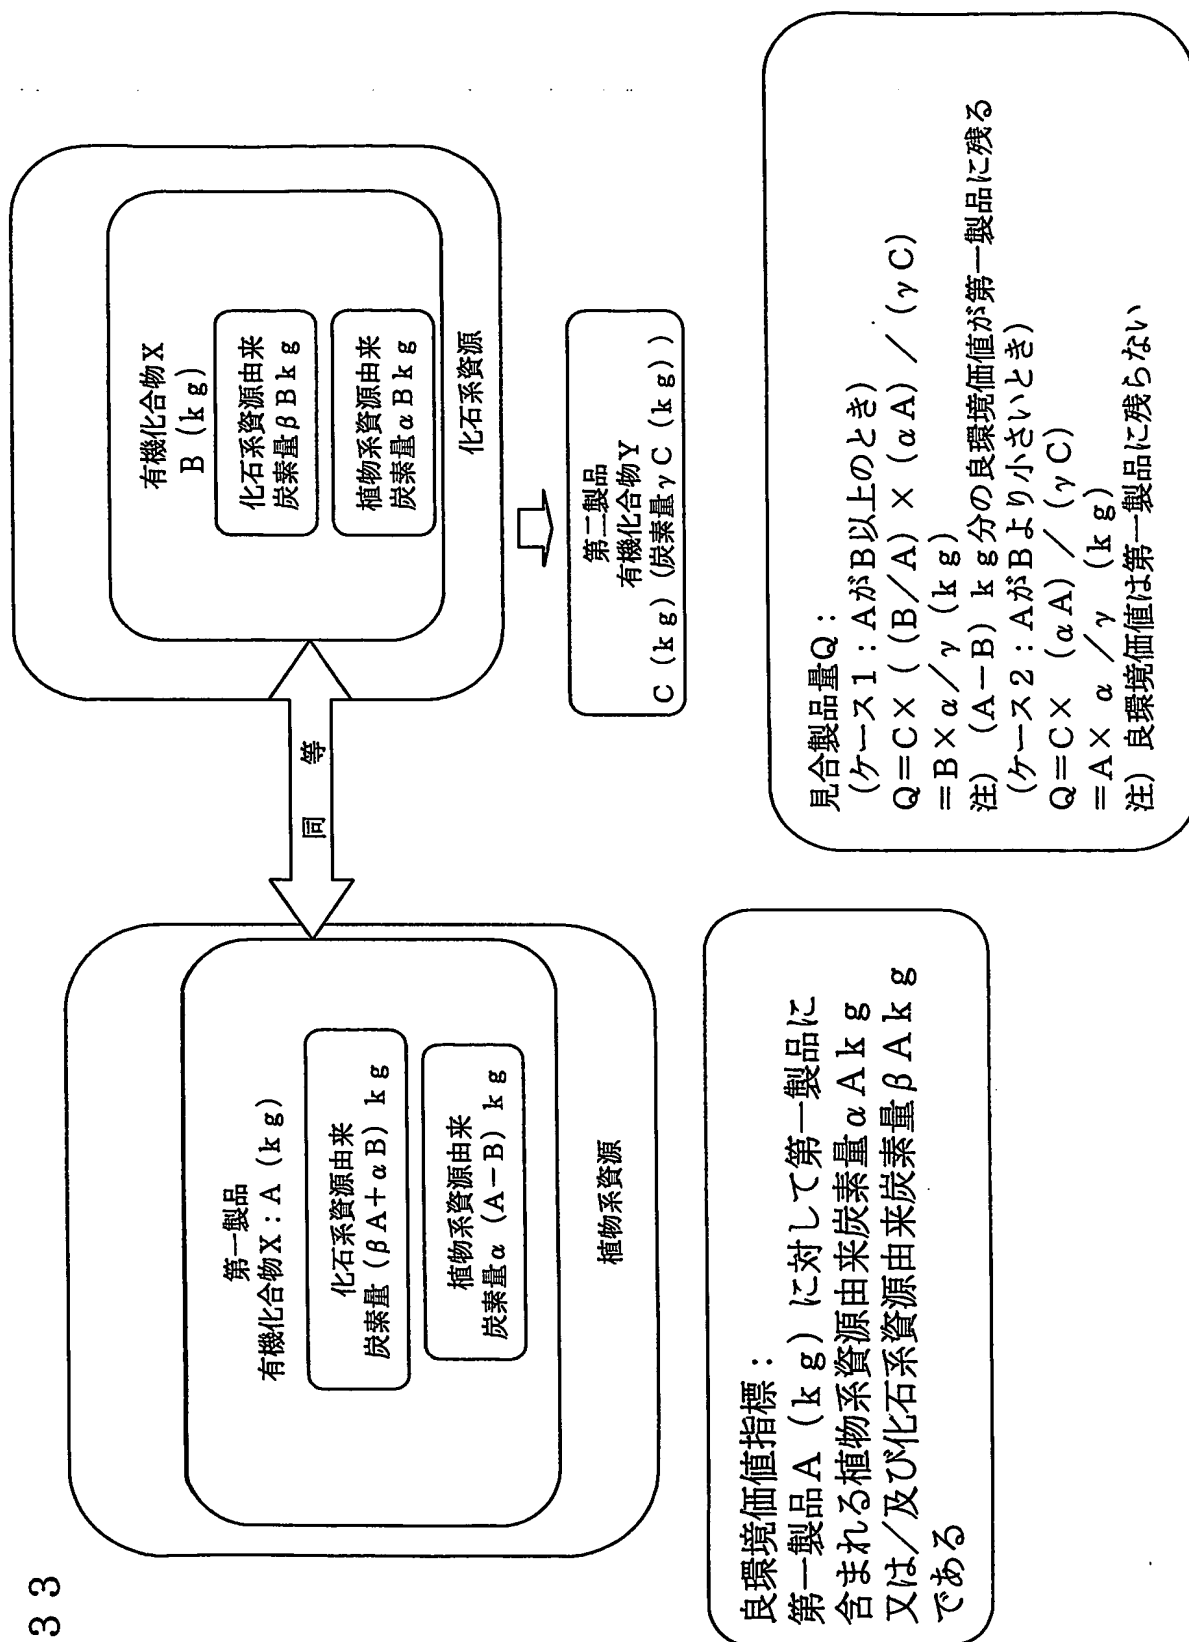 33
第一製品
有機化合物X：A（kg）
化石系資源由来
炭素量（βA＋αB）kg
植物系資源由来
炭素量α（A－B）kg
植物系資源
同等
有機化合物X
B（kg）
化石系資源由来
炭素量βBkg
植物系資源由来
炭素量αBkg
化石系資源
第二製品
有機化合物Y
C（kg）（炭素量γC（kg））
良環境価値指標：
第一製品A（kg）に対して第一製品に
含まれる植物系資源由来炭素量αAkg
又は／及び化石系資源由来炭素量βAkg
である
見合製品量Q：
（ケース1：AがB以上のとき）
Q＝C×（（B/A）×（αA）／（γC）
＝B×α／γ（kg）
注）（A－B）kg分の良環境価値が第一製品に残る
（ケース2：AがBより小さいとき）
Q＝C×（αA）／（γC）
＝A×α／γ（kg）
注）良環境価値は第一製品に残らない